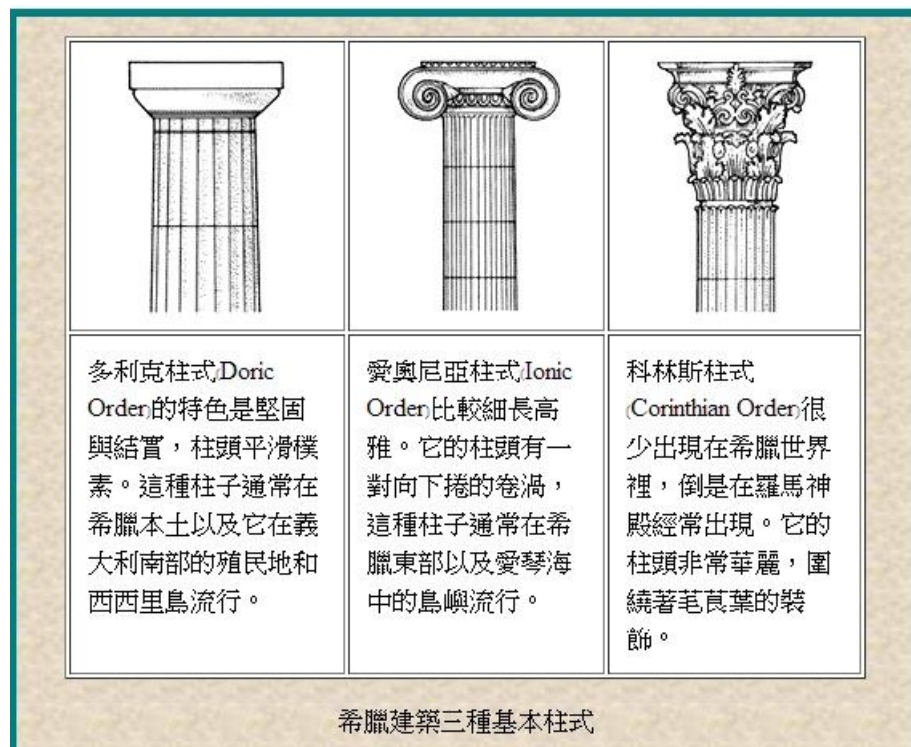 多利克柱式(Doric
Order)的特色是堅固
與結實，柱頭平滑樸
素。這種柱子通常在
希臘本土以及它在義
大利南部的殖民地和
西西里島流行。
愛奧尼亞柱式(Ionic
Order)比較細長高
雅。它的柱頭有一
對向下捲的卷渦，
這種柱子通常在希
臘東部以及愛琴海
中的島嶼流行。
科林斯柱式
(Corinthian Order)很
少出現在希臘世界
裡，倒是在羅馬神
殿經常出現。它的
柱頭非常華麗，圍
繞著茛莨葉的裝
飾。
希臘建築三種基本柱式